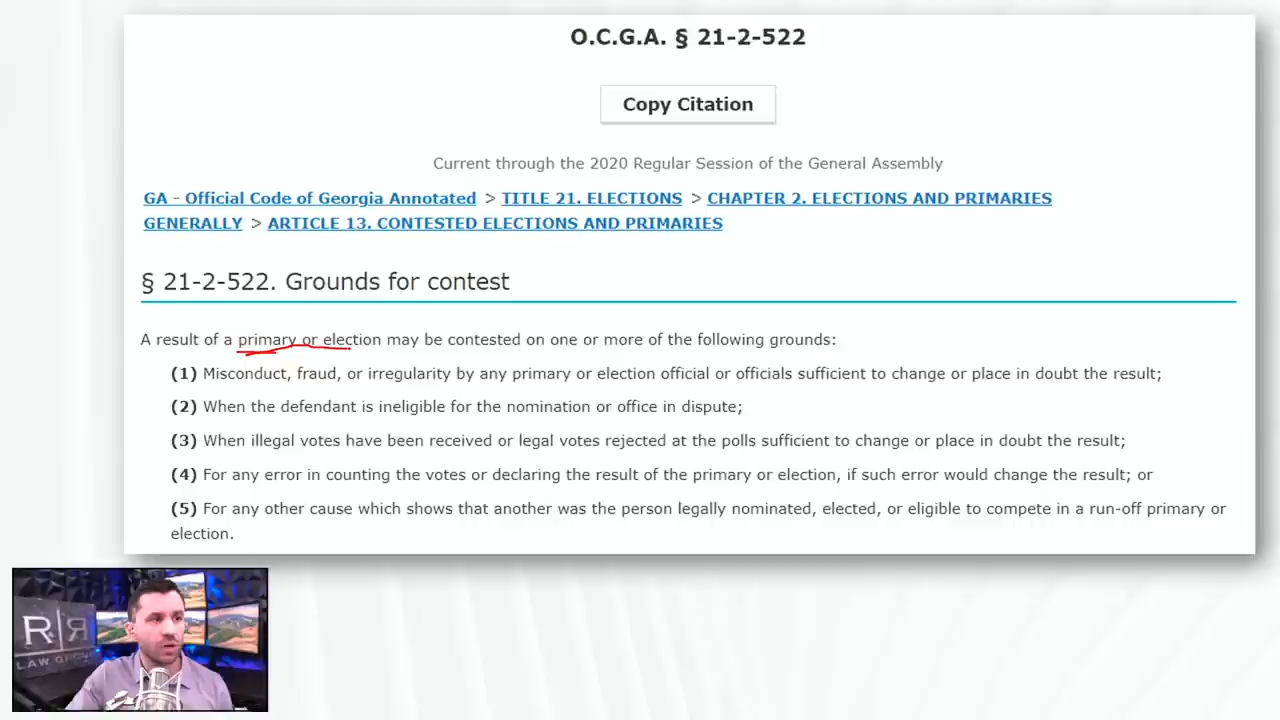 O.C.G.A. § 21-2-522
Copy Citation
Current through the 2020 Regular Session of the General Assembly
GA - Official Code of Georgia Annotated > TITLE 21. ELECTIONS > CHAPTER 2. ELECTIONS AND PRIMARIES
GENERALLY > ARTICLE 13. CONTESTED ELECTIONS AND PRIMARIES
§ 21-2-522. Grounds for contest
A result of a primary or election may be contested on one or more of the following grounds:
(1) Misconduct, fraud, or irregularity by any primary or election official or officials sufficient to change or place in doubt the result;
(2) When the defendant is ineligible for the nomination or office in dispute;
(3) When illegal votes have been received or legal votes rejected at the polls sufficient to change or place in doubt the result;
(4) For any error in counting the votes or declaring the result of the primary or election, if such error would change the result; or
(5) For any other cause which shows that another was the person legally nominated, elected, or eligible to compete in a run-off primary or
election.
R|R
LAW GROUP